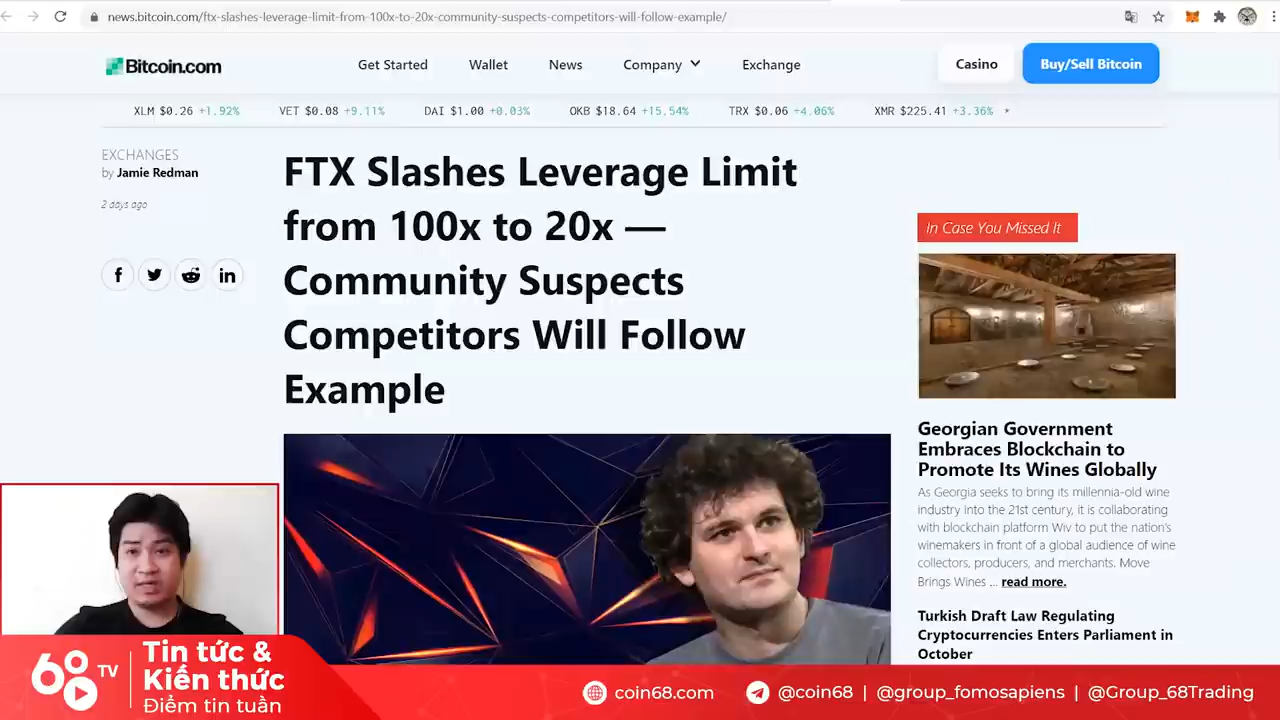 news.bitcoin.com/ftx-slashes-leverage-limit-from-100x-to-20x-community-suspects-competitors-will-follow-example/
Bitcoin.com
Get Started
Wallet
News
Company
Exchange
Casino
Buy/Sell Bitcoin
XLM $0.26 +1.92%
VET $0.08 +9.11%
DAI $1.00 +0.03%
OKB $18.64 +15.54%
TRX $0.06 +4.06%
XMR $225.41 +3.36%
EXCHANGES
by Jamie Redman
2 days ago
FTX Slashes Leverage Limit
from 100x to 20x —
Community Suspects
Competitors Will Follow
Example
In Case You Missed It
Georgian Government
Embraces Blockchain to
Promote Its Wines Globally
As Georgia seeks to bring its millennia-old wine
industry into the 21st century, it is collaborating
with blockchain platform Wiv to put the nation's
winemakers in front of a global audience of wine
collectors, producers, and merchants. Move
Brings Wines ... read more.
Turkish Draft Law Regulating
Cryptocurrencies Enters Parliament in
October
68 TV
Tin tức &
Kiến thức
Điểm tin tuần
coin68.com
@coin68 | @group_fomosapiens | @Group_68Trading